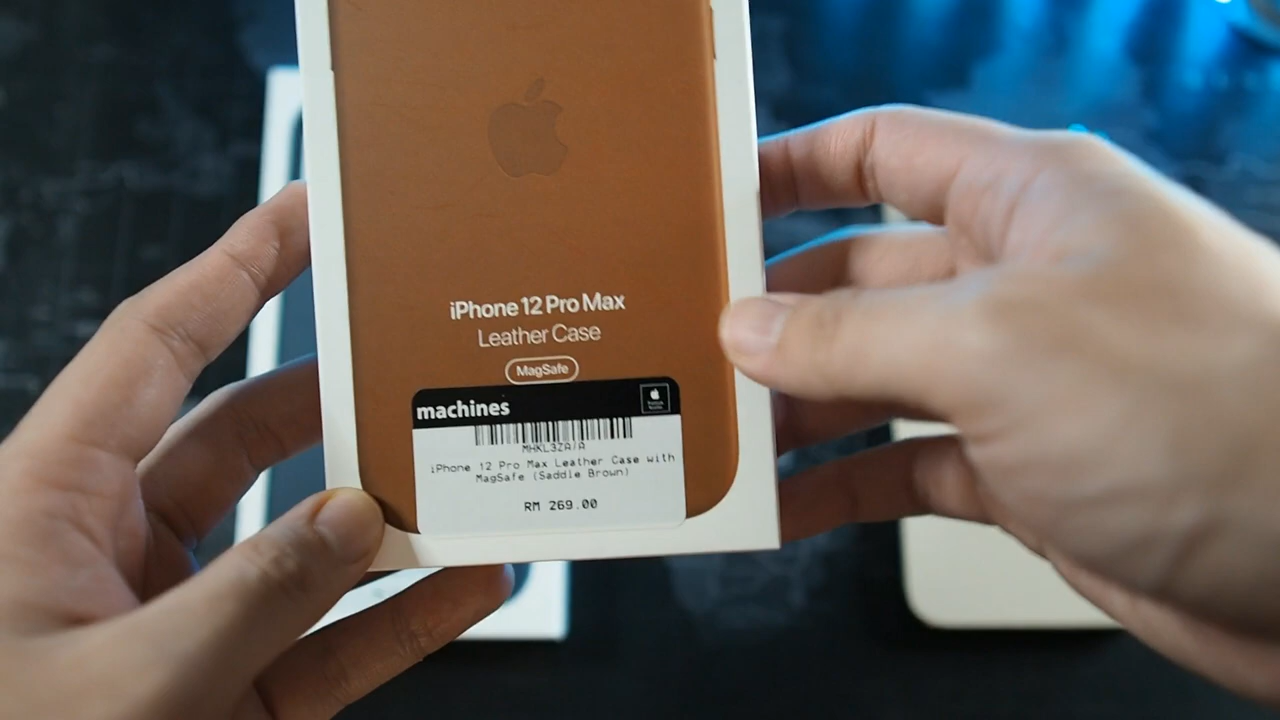 iPhone 12 Pro Max
Leather Case
MagSafe
machines
MHKL3ZA/A
iPhone 12 Pro Max Leather Case with
MagSafe (Saddle Brown)
RM 269.00